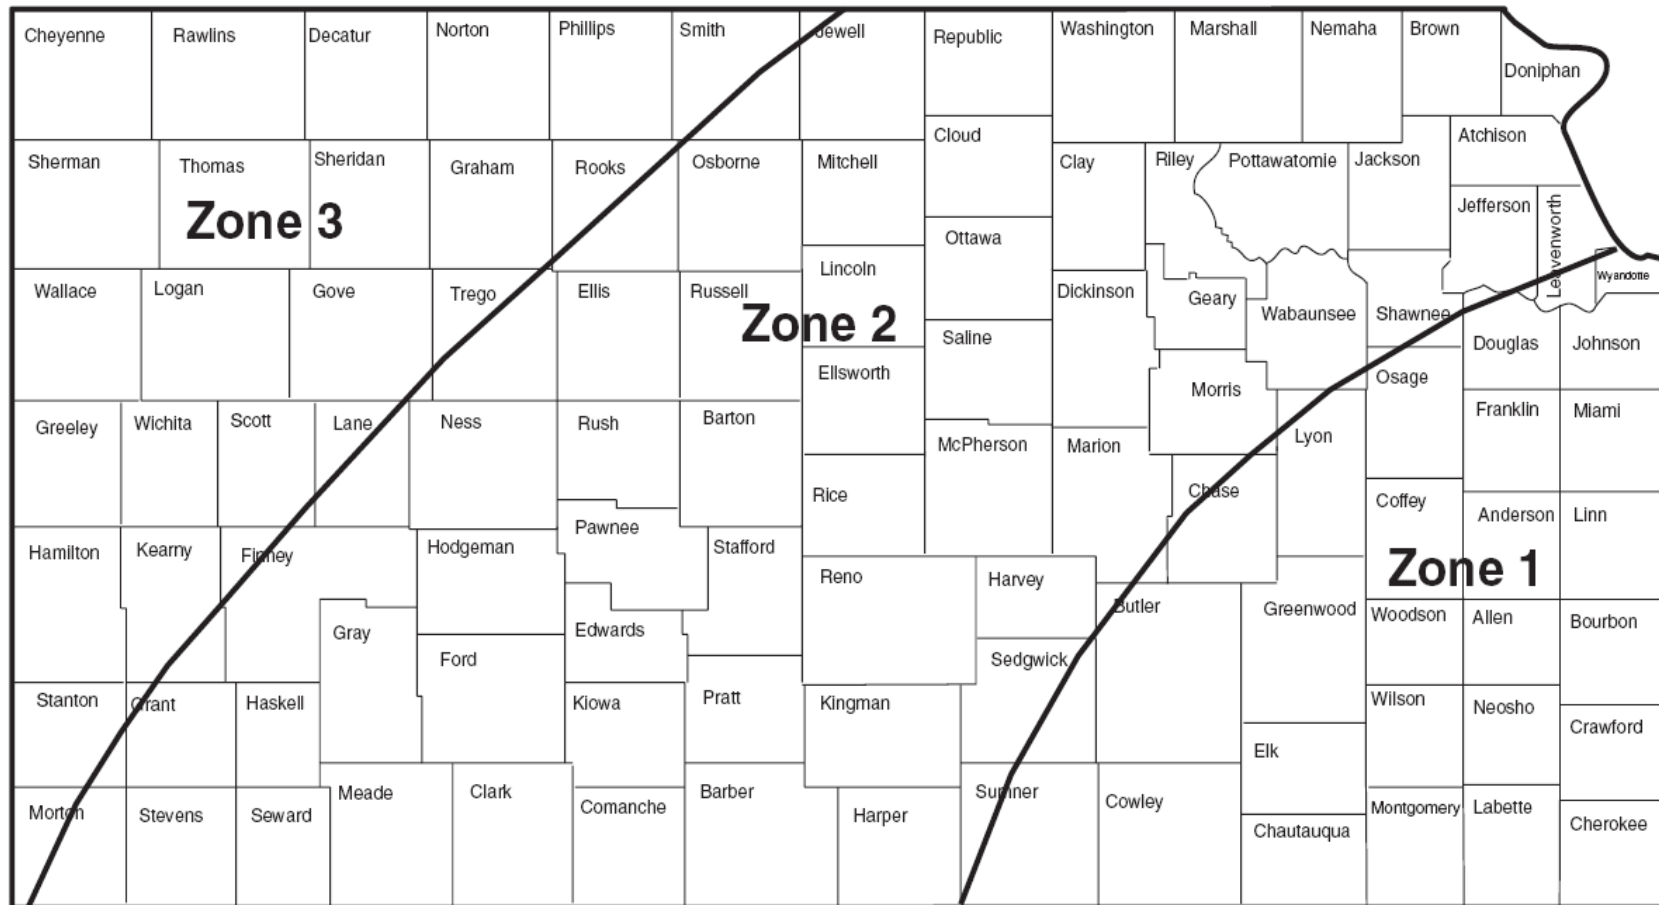 Cheyenne
Rawlins
Decatur
Norton
Phillips
Smith
Jewell
Republic
Washington
Marshall
Nemaha
Brown
Doniphan
Sherman
Thomas
Sheridan
Graham
Rooks
Osborne
Mitchell
Cloud
Clay
Riley
Pottawatomie
Jackson
Atchison
Jefferson
Leavenworth
Wyandotte
Zone 3
Ottawa
Wallace
Logan
Gove
Trego
Ellis
Russell
Lincoln
Zone 2
Saline
Dickinson
Geary
Wabaunsee
Shawnee
Douglas
Johnson
Ellsworth
Morris
Osage
Greeley
Wichita
Scott
Lane
Ness
Rush
Barton
McPherson
Marion
Lyon
Franklin
Miami
Rice
Chase
Coffey
Anderson
Linn
Hamilton
Kearny
Finney
Hodgeman
Pawnee
Stafford
Reno
Harvey
Butler
Greenwood
Zone 1
Woodson
Allen
Bourbon
Gray
Ford
Edwards
Sedgwick
Stanton
Grant
Haskell
Kiowa
Pratt
Kingman
Wilson
Neosho
Crawford
Elk
Morton
Stevens
Seward
Meade
Clark
Comanche
Barber
Harper
Sumner
Cowley
Chautauqua
Montgomery
Labette
Cherokee